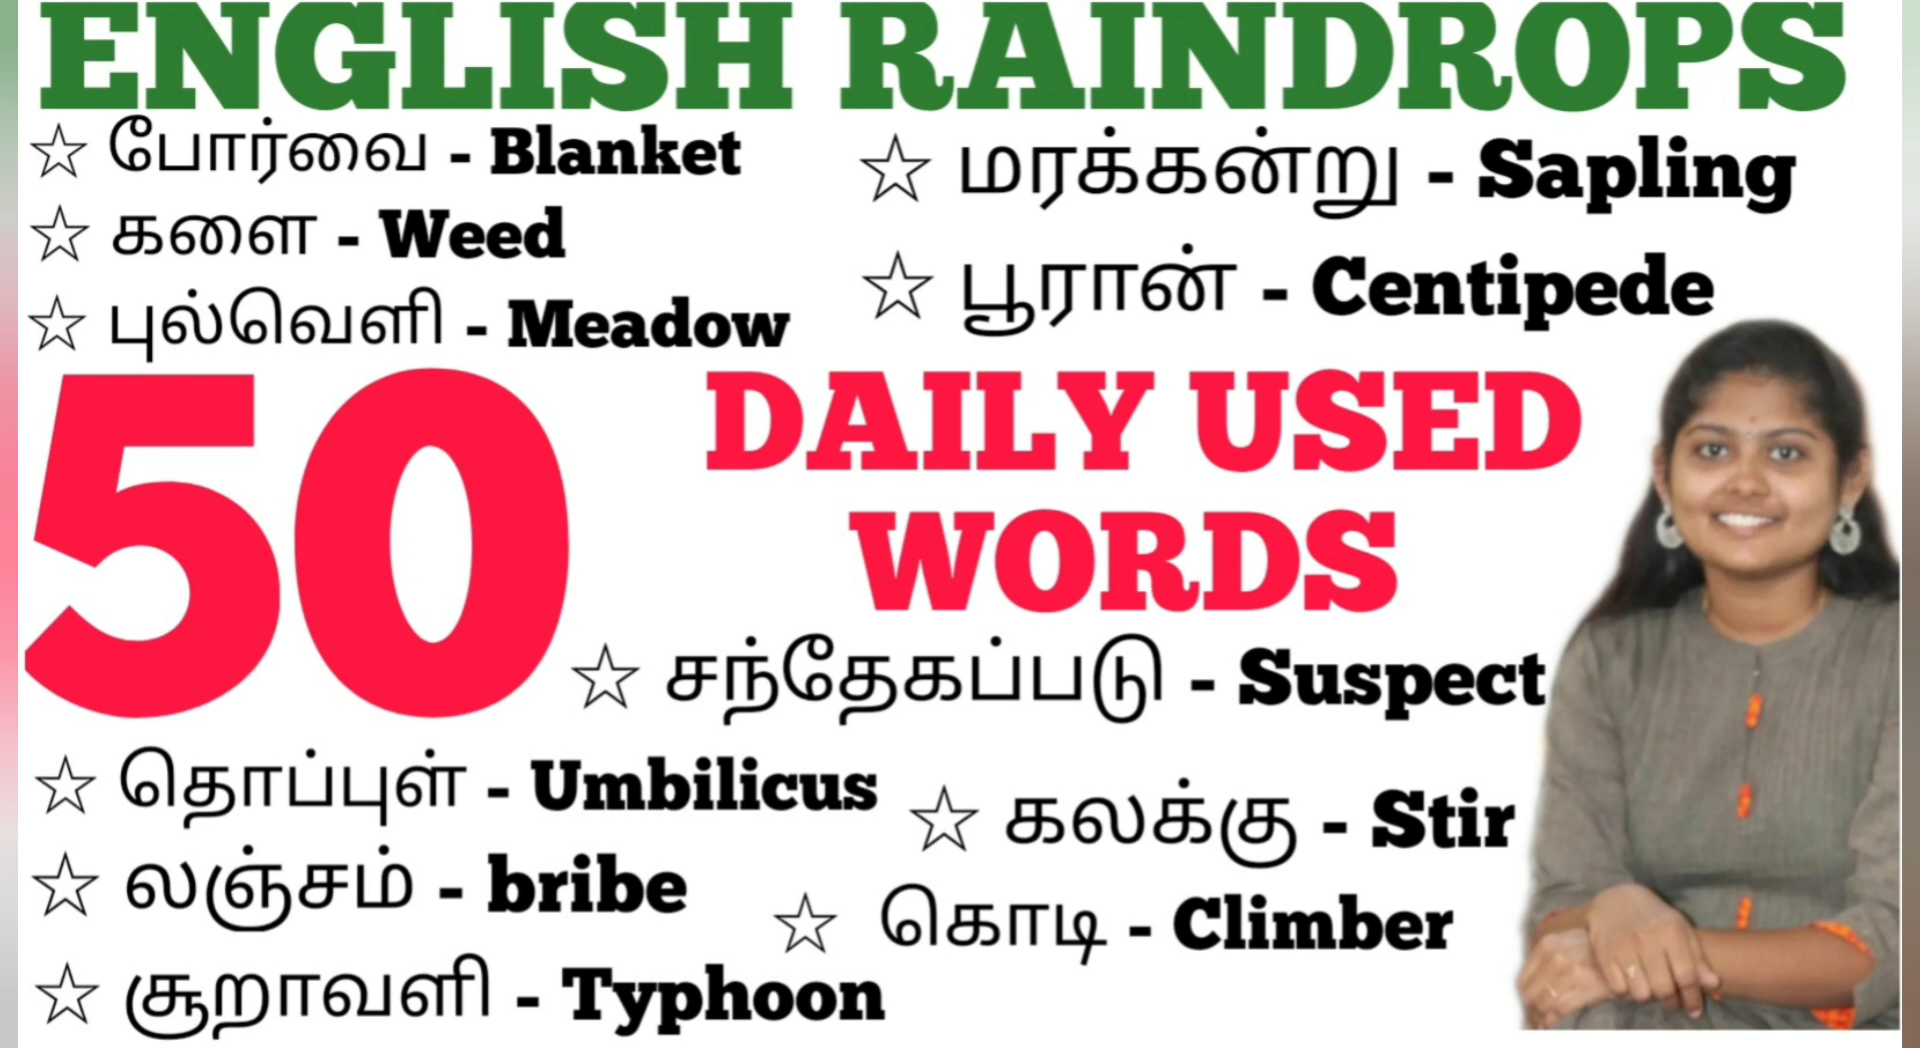 ENGLISH RAINDROPS
☆ போர்வை - Blanket
☆ களை - Weed
☆ புல்வெளி - Meadow
☆ மரக்கன்று - Sapling
☆ பூரான் - Centipede
50 DAILY USED
WORDS
☆ சந்தேகப்படு - Suspect
☆ தொப்புள் - Umbilicus
☆ லஞ்சம் - bribe
☆ சூறாவளி - Typhoon
☆ கலக்கு - Stir
☆ கொடி - Climber